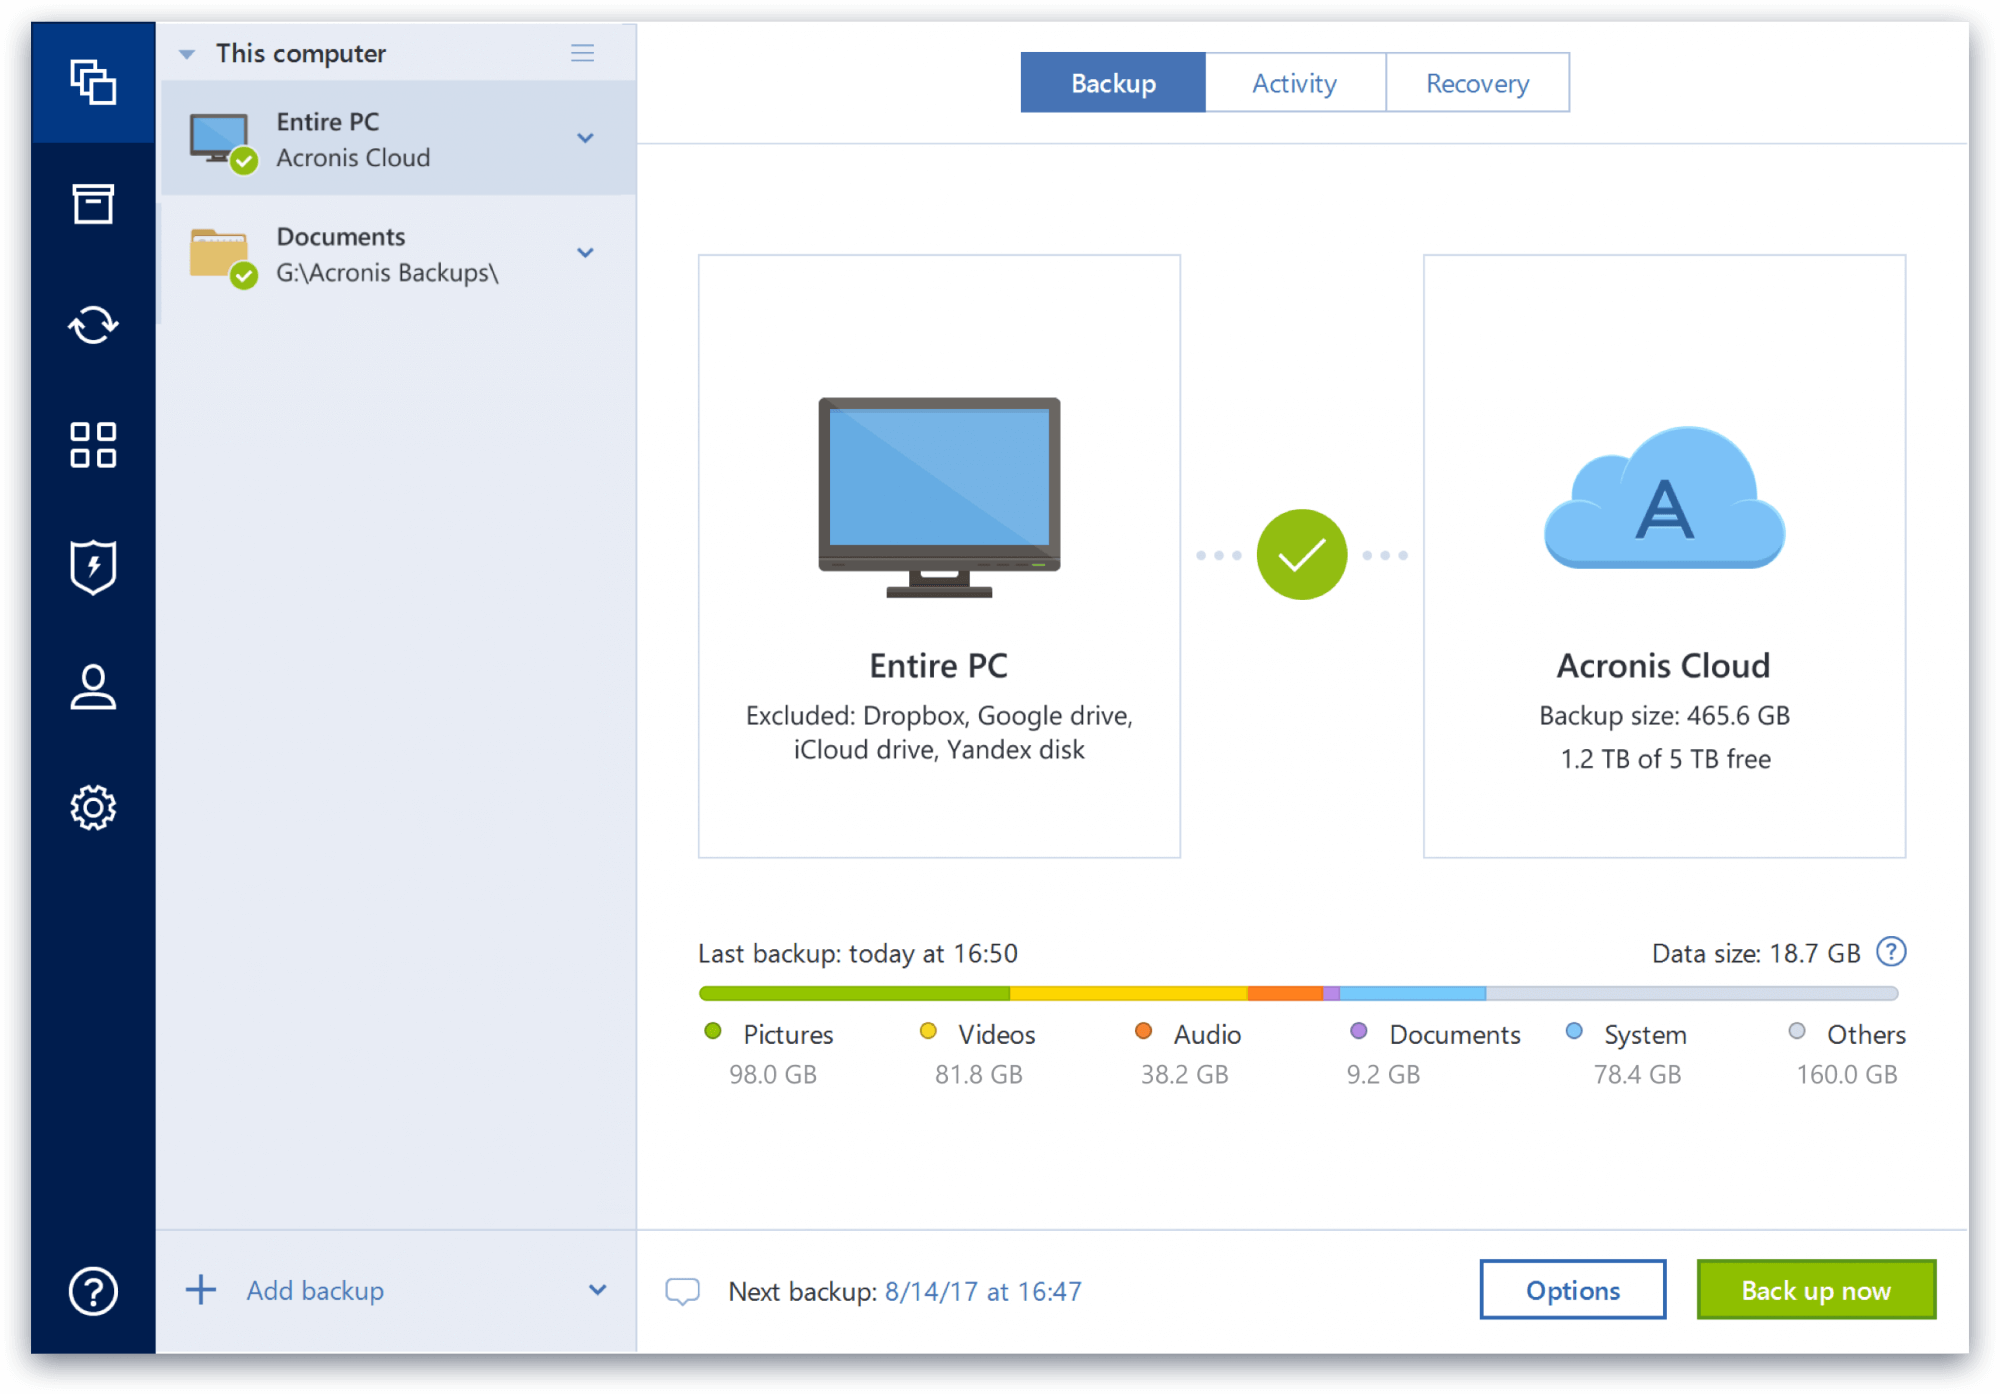 This computer
Entire PC
Acronis Cloud
Documents
G:\Acronis Backups\
Add backup
Backup
Activity
Recovery
Entire PC
Excluded: Dropbox, Google drive,
iCloud drive, Yandex disk
A
Acronis Cloud
Backup size: 465.6 GB
1.2 TB of 5 TB free
Last backup: today at 16:50
Data size: 18.7 GB ?
Pictures Videos Audio Documents System Others
98.0 GB 81.8 GB 38.2 GB 9.2 GB 78.4 GB 160.0 GB
?
Next backup: 8/14/17 at 16:47
Options
Back up now